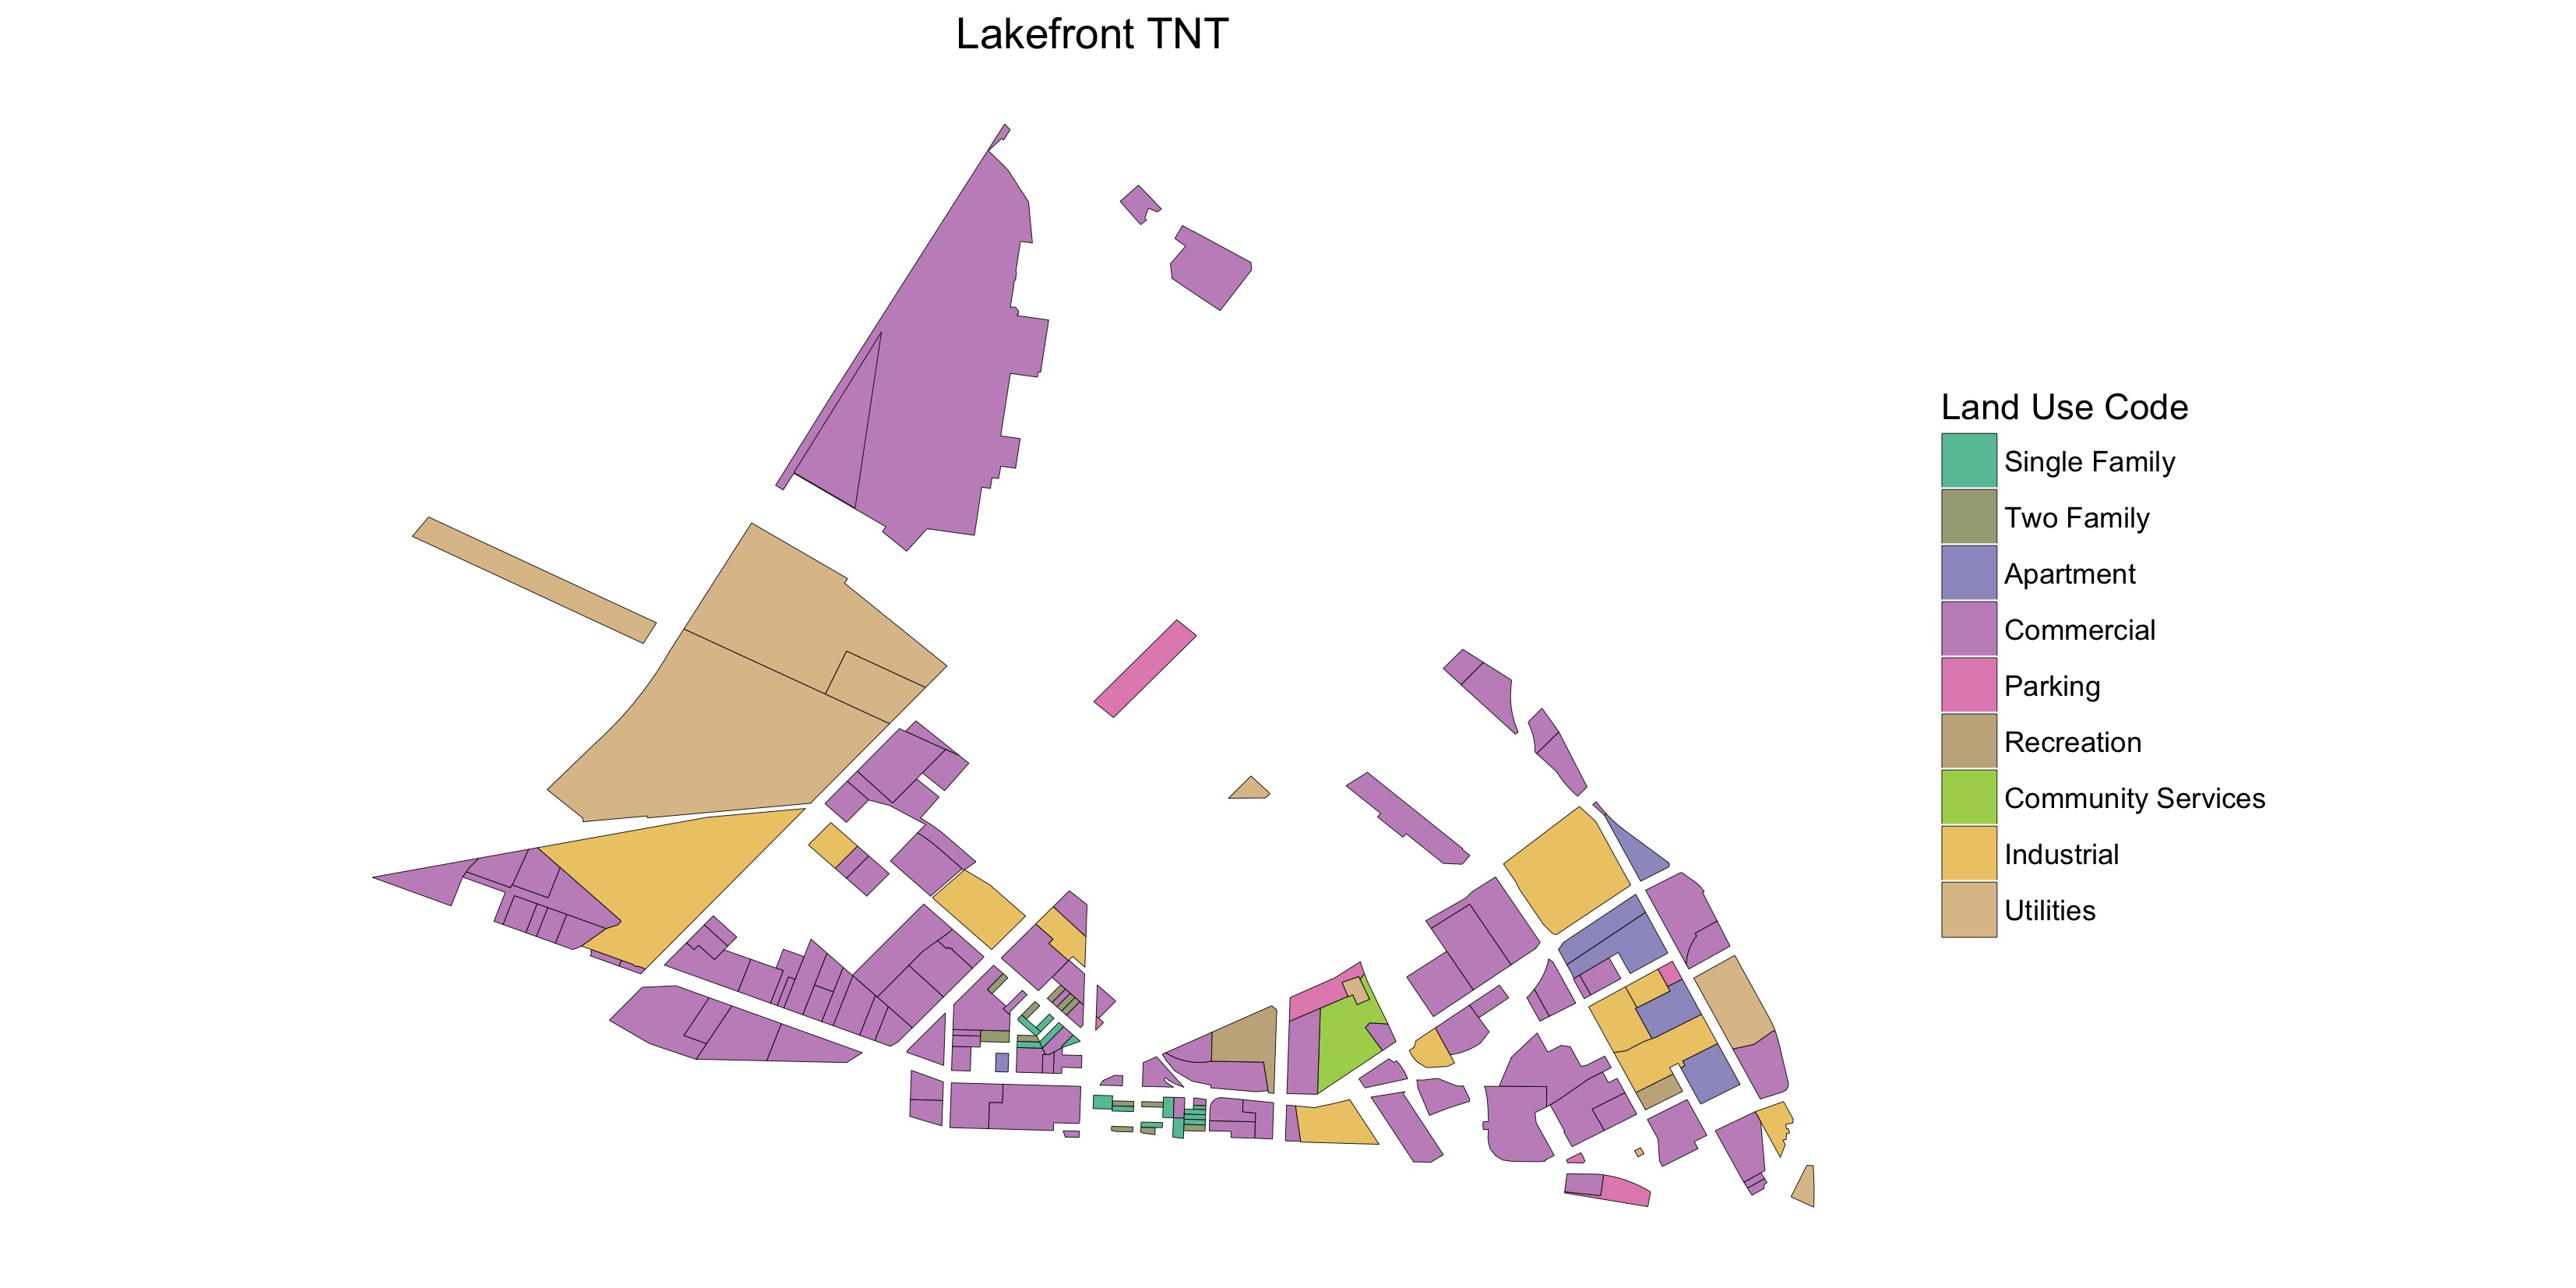 Lakefront TNT
Land Use Code
Single Family
Two Family
Apartment
Commercial
Parking
Recreation
Community Services
Industrial
Utilities